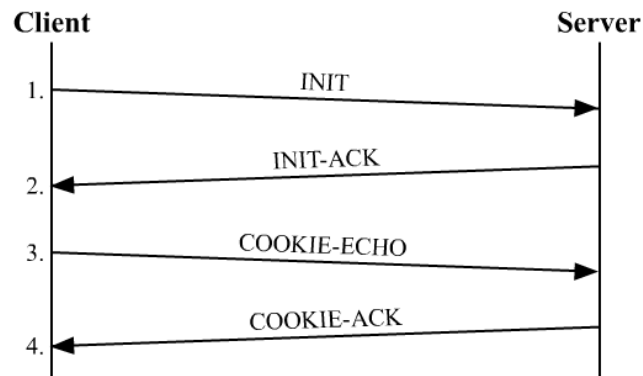 Client Server
1. INIT
INIT-ACK
2.
COOKIE-ECHO
3.
COOKIE-ACK
4.